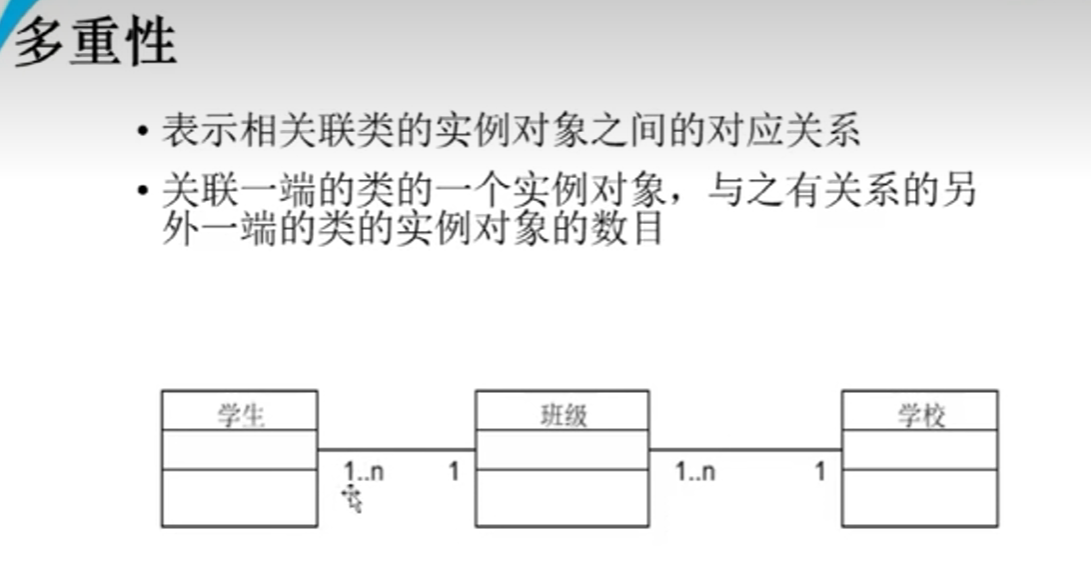 多重性
• 表示相关联类的实例对象之间的对应关系
• 关联一端的类的一个实例对象，与之有关系的另
外一端的类的实例对象的数目
学生 班级 学校
1..n 1 1..n 1